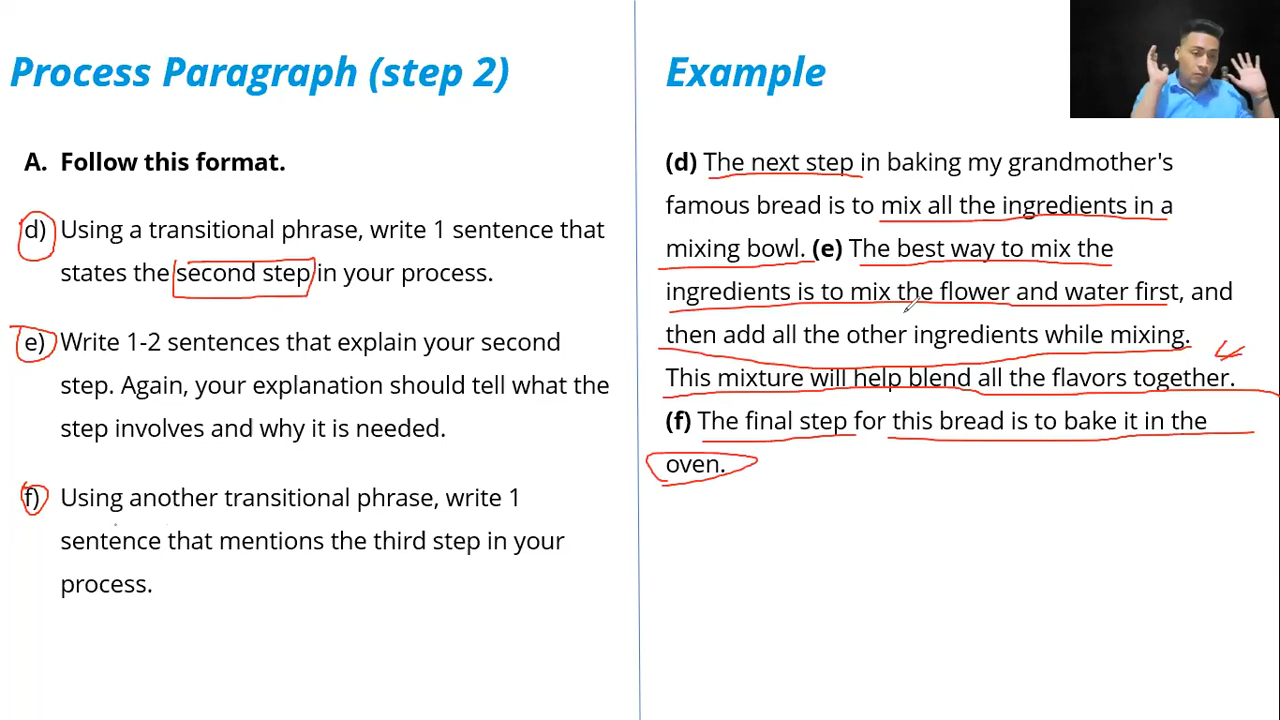 Process Paragraph (step 2)
A. Follow this format.
d) Using a transitional phrase, write 1 sentence that
states the second step in your process.
e) Write 1-2 sentences that explain your second
step. Again, your explanation should tell what the
step involves and why it is needed.
f) Using another transitional phrase, write 1
sentence that mentions the third step in your
process.
Example
(d) The next step in baking my grandmother's
famous bread is to mix all the ingredients in a
mixing bowl. (e) The best way to mix the
ingredients is to mix the flower and water first, and
then add all the other ingredients while mixing.
This mixture will help blend all the flavors together.
(f) The final step for this bread is to bake it in the
oven.